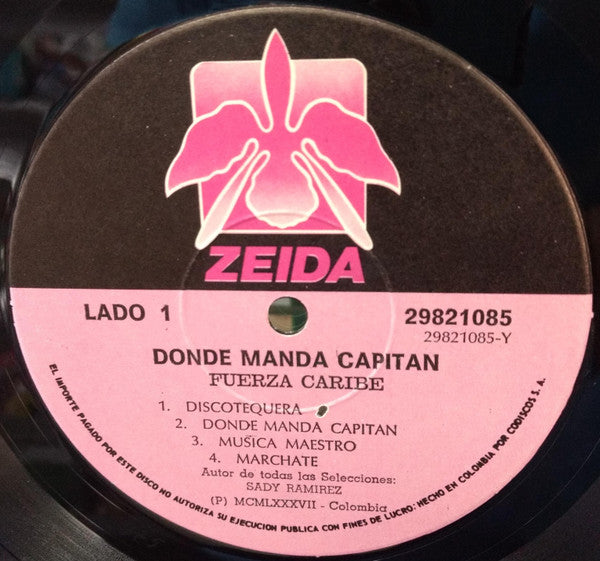 ZEIDA
LADO 1
29821085
29821085-Y
DONDE MANDA CAPITAN
FUERZA CARIBE
1. DISCOTEQUERA
2. DONDE MANDA CAPITAN
3. MUSICA MAESTRO
4. MARCHATE
Autor de todas las Selecciones:
SADY RAMIREZ
(P) MCMLXXXVII - Colombia
EL IMPORTE PAGADO POR ESTE DISCO NO AUTORIZA SU EJECUCION PUBLICA CON FINES DE LUCRO: HECHO EN COLOMBIA POR CODISCOS S. A.